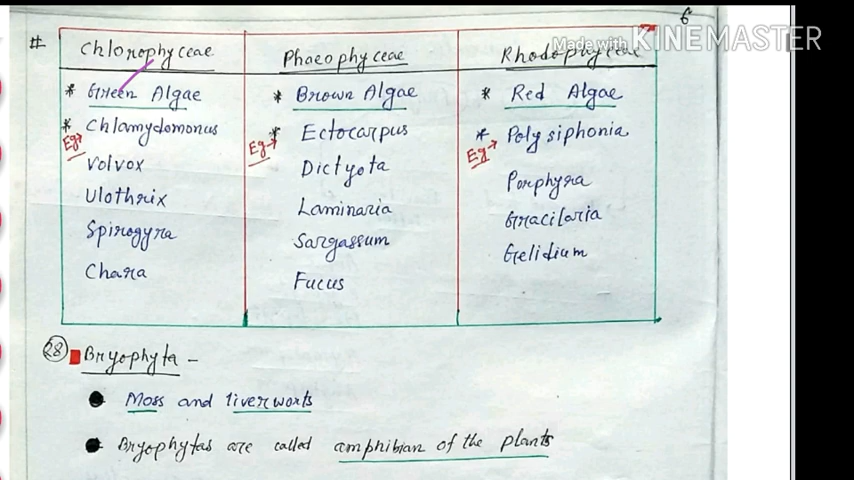 6
Made with KINEMASTER
# Chlorophyceae Phaeophyceae Rhodophyceae
* Green Algae * Brown Algae * Red Algae
* Chlamydomonus * Ectocarpus * Polysiphonia
Eg→ Eg→ Eg→
Volvox Dictyota Porphyra
Ulothrix Laminaria Gracilaria
Spirogyra Sargassum Gelidium
Chara Fucus
28 Bryophyta -
● Moss and liverworts
● Bryophytas are called amphibian of the plants